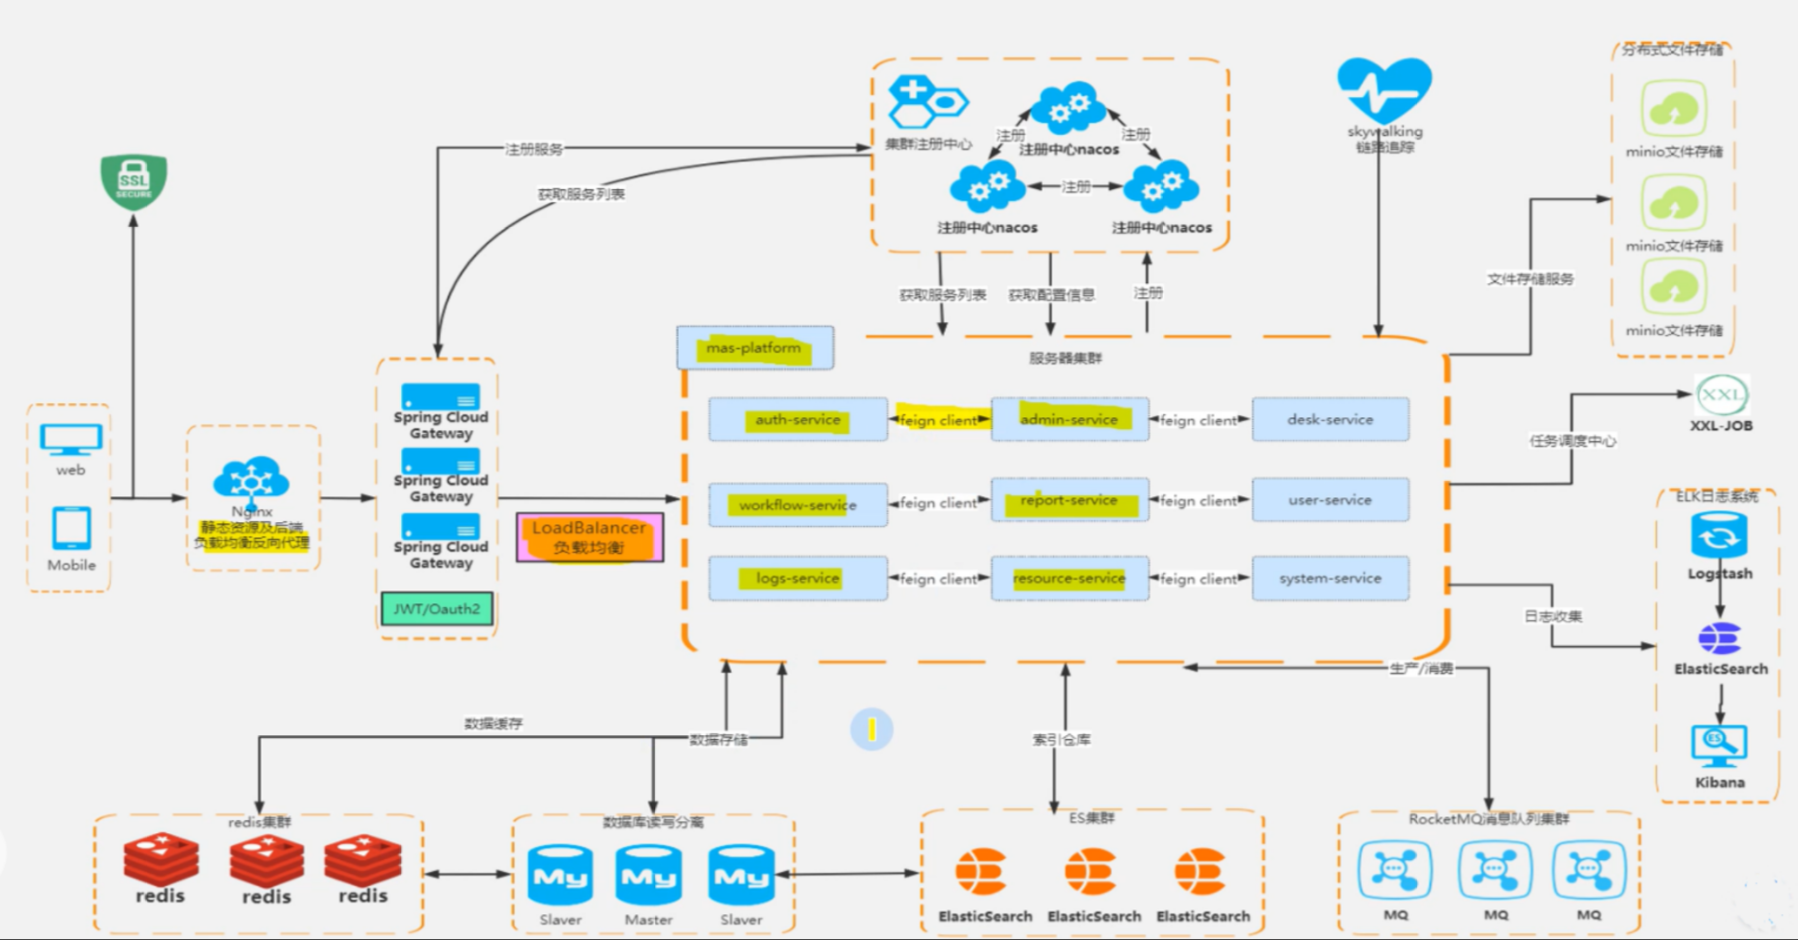 分布式文件存储
minio文件存储
minio文件存储
minio文件存储
skywalking
链路追踪
集群注册中心
注册
注册
注册中心nacos
注册
注册中心nacos
注册中心nacos
注册服务
获取服务列表
SSL
SECURE
获取服务列表
获取配置信息
注册
文件存储服务
mas-platform
服务器集群
XXL
XXL-JOB
任务调度中心
auth-service
feign client
admin-service
feign client
desk-service
workflow-service
feign client
report-service
feign client
user-service
logs-service
feign client
resource-service
feign client
system-service
web
Mobile
Nginx
静态资源及后端
负载均衡反向代理
Spring Cloud
Gateway
Spring Cloud
Gateway
Spring Cloud
Gateway
JWT/Oauth2
LoadBalancer
负载均衡
ELK日志系统
Logstash
日志收集
ElasticSearch
ES
Kibana
生产/消费
数据缓存
数据存储
索引仓库
redis集群
redis
redis
redis
数据库读写分离
My
My
My
Slaver
Master
Slaver
ES集群
ElasticSearch
ElasticSearch
ElasticSearch
RocketMQ消息队列集群
MQ
MQ
MQ